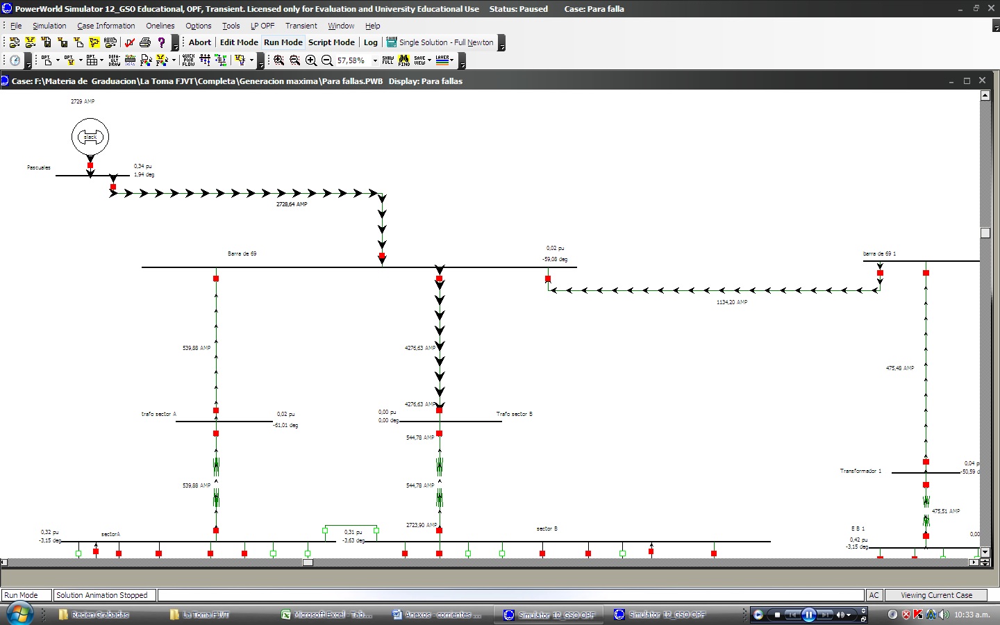 PowerWorld Simulator 12_GSO Educational, OPF, Transient. Licensed only for Evaluation and University Educational Use Status: Paused Case: Para falla
File Simulation Case Information Onelines Options Tools LP OPF Transient Window Help
Abort Edit Mode Run Mode Script Mode Log Single Solution - Full Newton
57,58%
Case: F:\Materia de Graduacion\La Toma FJVT\Completa\Generacion maxima\Para fallas.PWB Display: Para fallas
2729 AMP
slack
Pascuales
0,34 pu
1,94 deg
2728,64 AMP
Barra de 69
0,02 pu
-59,08 deg
barra de 69 1
1134,20 AMP
539,88 AMP
4276,63 AMP
475,48 AMP
4276,63 AMP
trafo sector A
0,02 pu
-61,01 deg
0,00 pu
0,00 deg
Trafo sector B
544,78 AMP
Transformador 1
0,04 p
-50,59 d
539,88 AMP
544,78 AMP
475,51 AMP
2723,90 AMP
0,32 pu
-3,15 deg
sectorA
0,31 pu
-3,63 deg
sector B
E B 1
0,42 pu
-3,15 deg
0,00
Run Mode Solution Animation Stopped AC Viewing Current Case
Recien Grabadas La Toma FJVT Microsoft Excel - Tab... Anexos - corrientes ... Simulator 12_GSO OPF Simulator 12_GSO OPF 10:33 a.m.